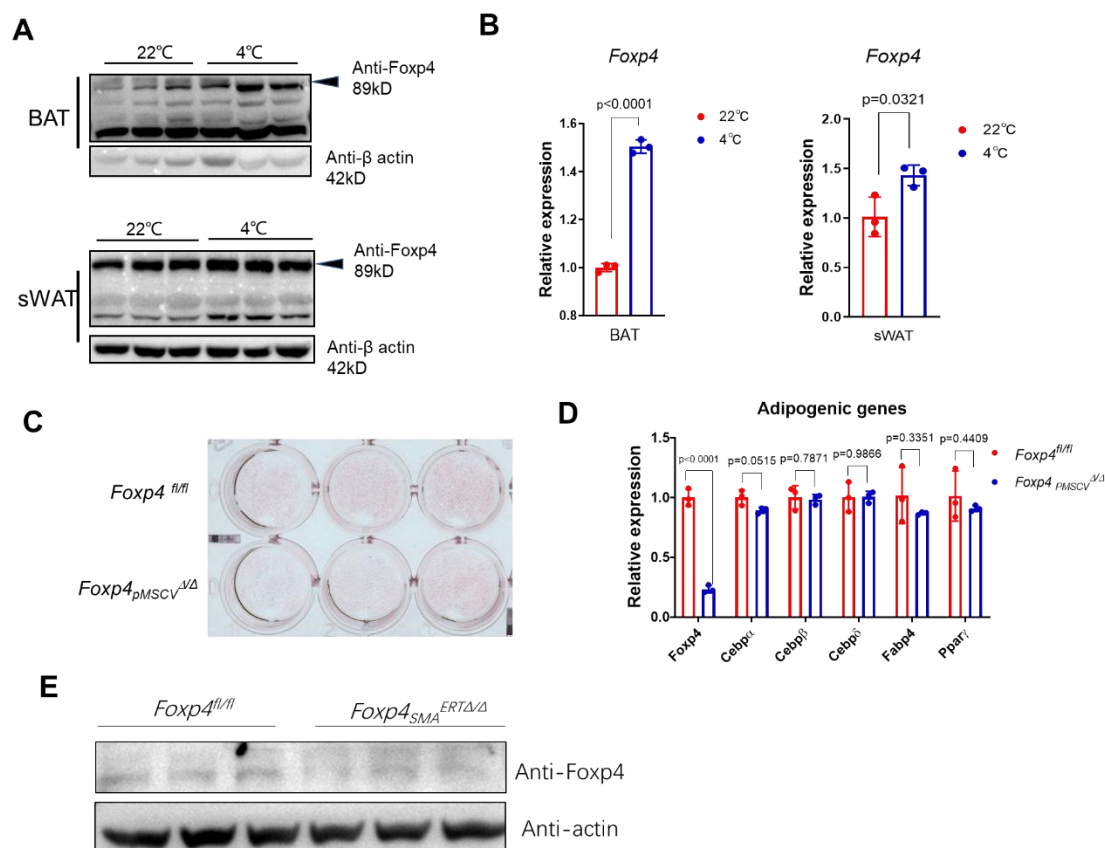 A
22℃ 4℃
BAT
Anti-Foxp4
89kD
Anti-β actin
42kD
22℃ 4℃
sWAT
Anti-Foxp4
89kD
Anti-β actin
42kD
B
Foxp4
p<0.0001
22℃
4℃
Relative expression
1.6
1.4
1.2
1.0
0.8
BAT
Foxp4
p=0.0321
22℃
4℃
Relative expression
2.0
1.5
1.0
0.5
0.0
sWAT
C
Foxp4 fl/fl
Foxp4pMSCVΔ/Δ
D
Adipogenic genes
p<0.0001 p=0.0515 p=0.7871 p=0.9866 p=0.3351 p=0.4409
Foxp4fl/fl
Foxp4 PMSCVΔ/Δ
Relative expression
1.5
1.0
0.5
0.0
Foxp4 Cebpα Cebpβ Cebpδ Fabp4 Pparγ
E
Foxp4fl/fl Foxp4SMAERTΔ/Δ
Anti-Foxp4
Anti-actin